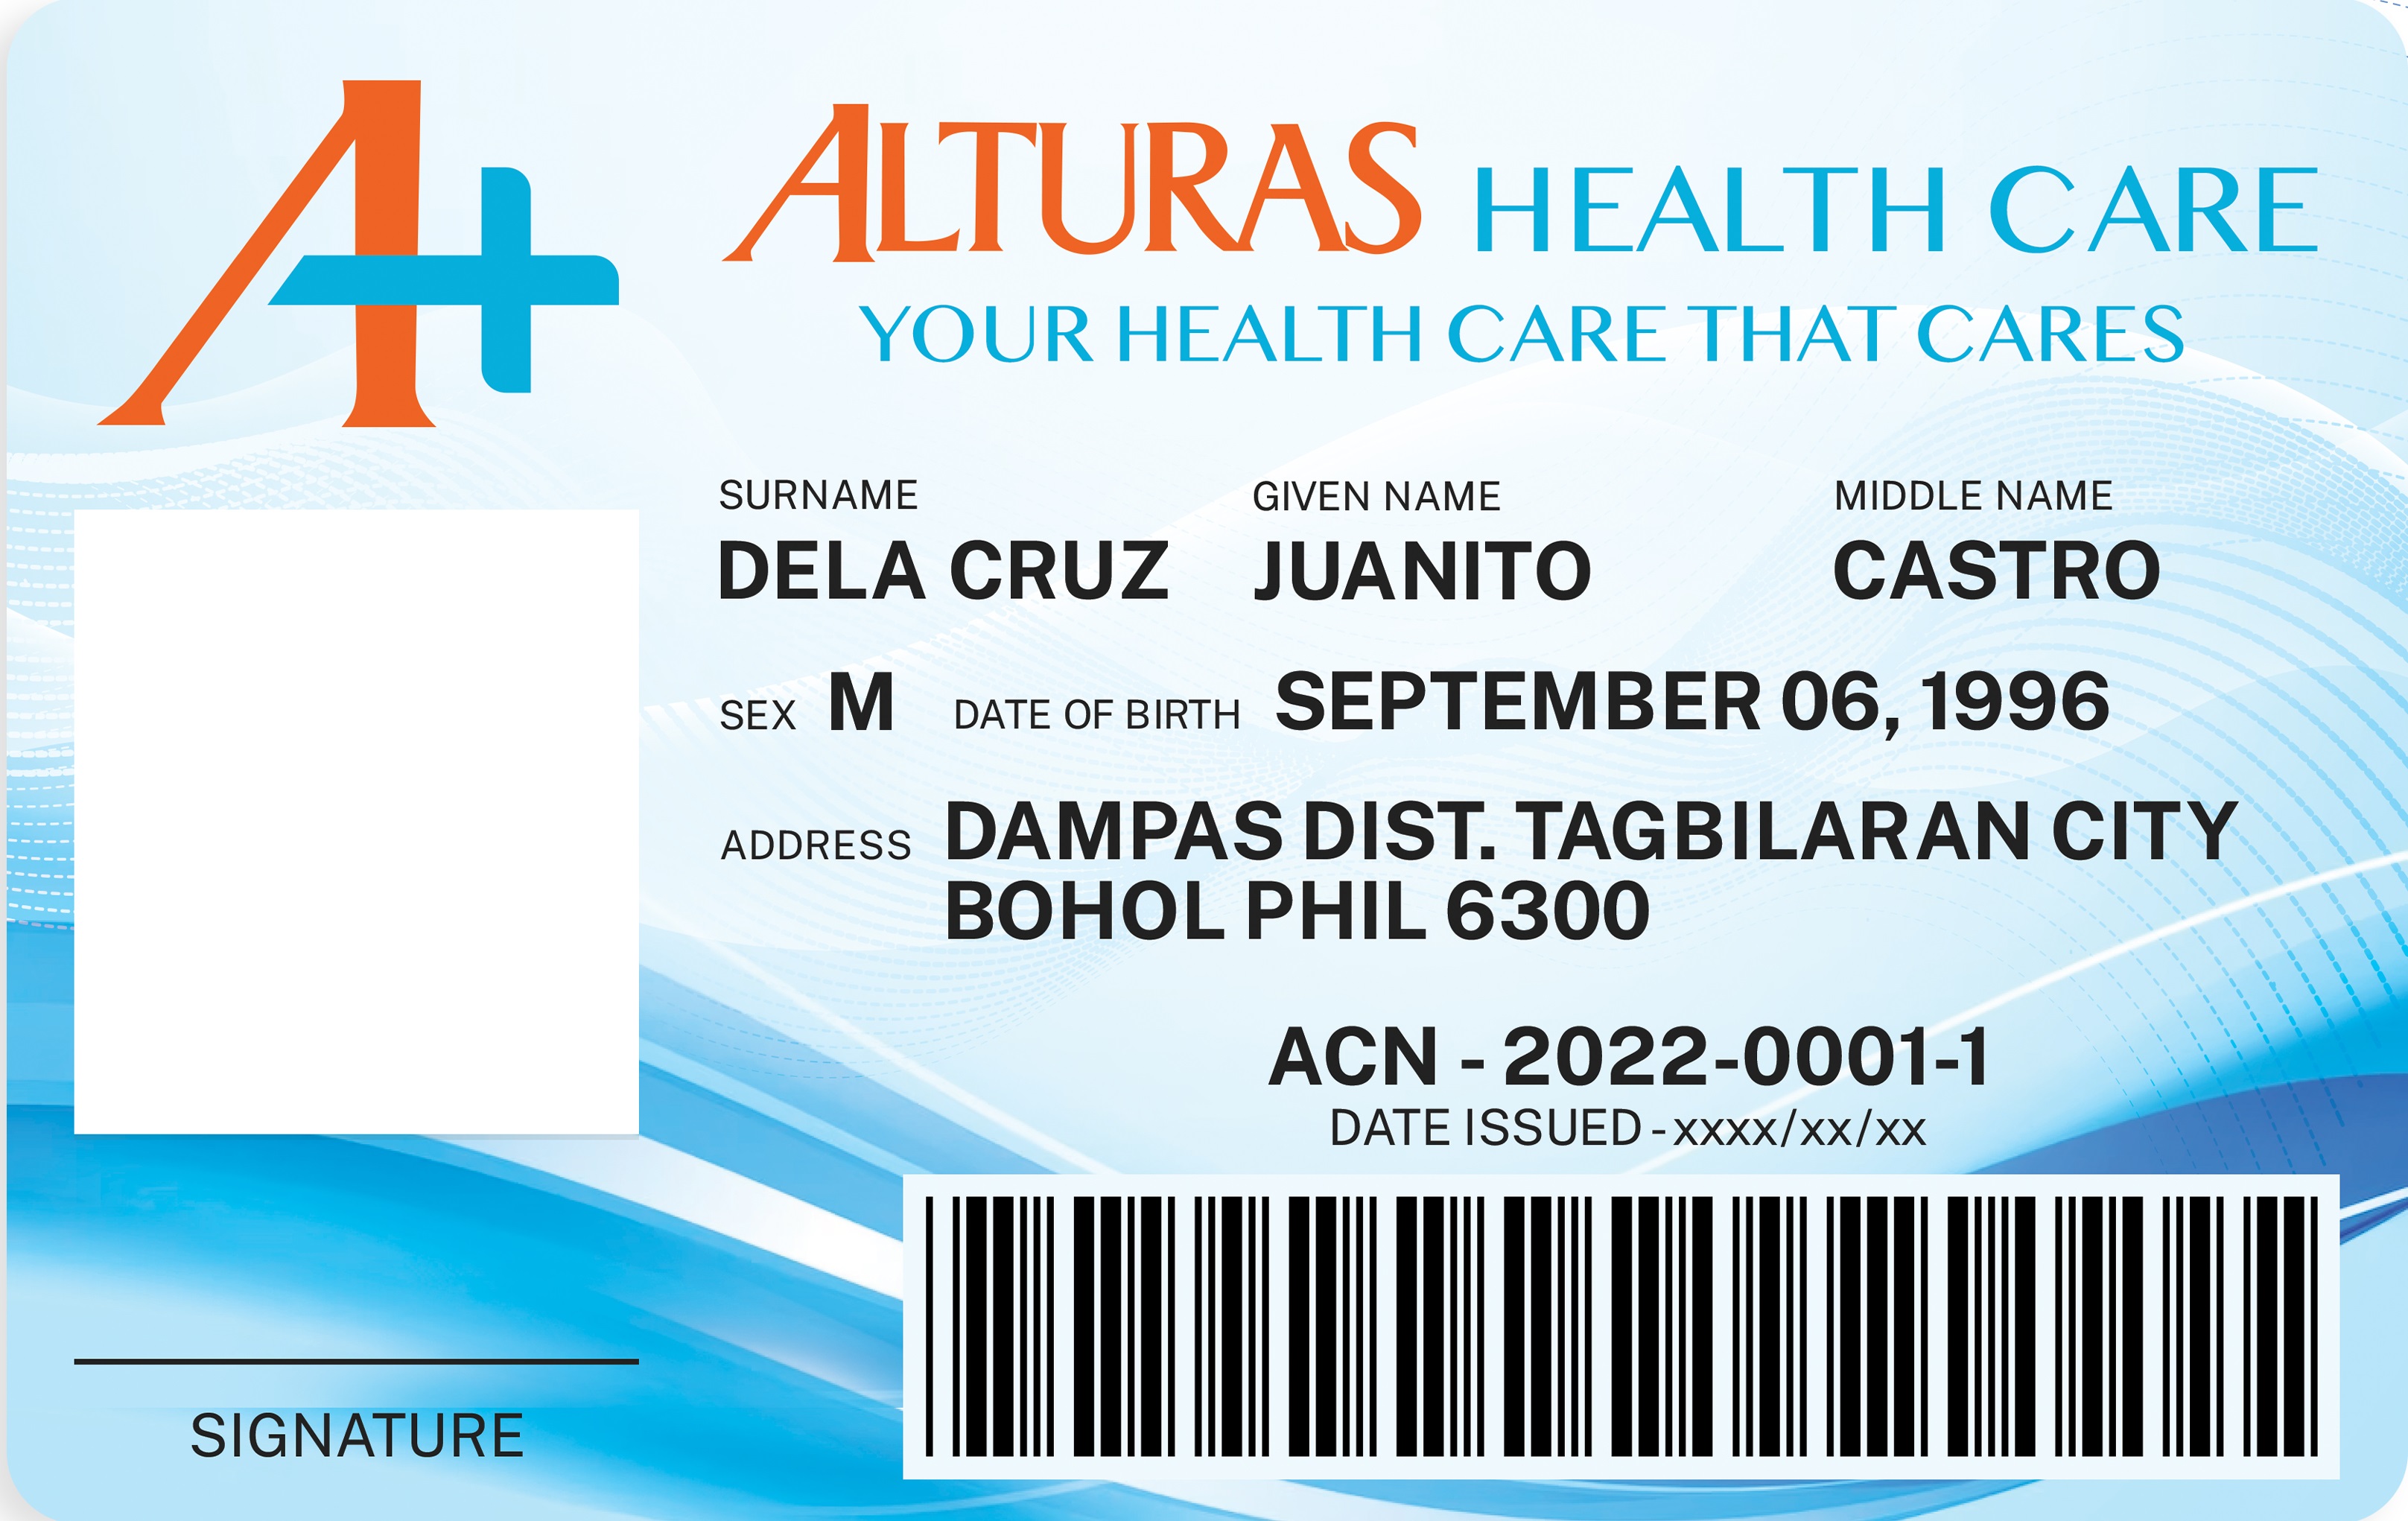 A+
ALTURAS HEALTH CARE
YOUR HEALTH CARE THAT CARES
SURNAME GIVEN NAME MIDDLE NAME
DELA CRUZ JUANITO CASTRO
SEX M DATE OF BIRTH SEPTEMBER 06, 1996
ADDRESS DAMPAS DIST. TAGBILARAN CITY
BOHOL PHIL 6300
ACN - 2022-0001-1
DATE ISSUED - xxxx/xx/xx
SIGNATURE